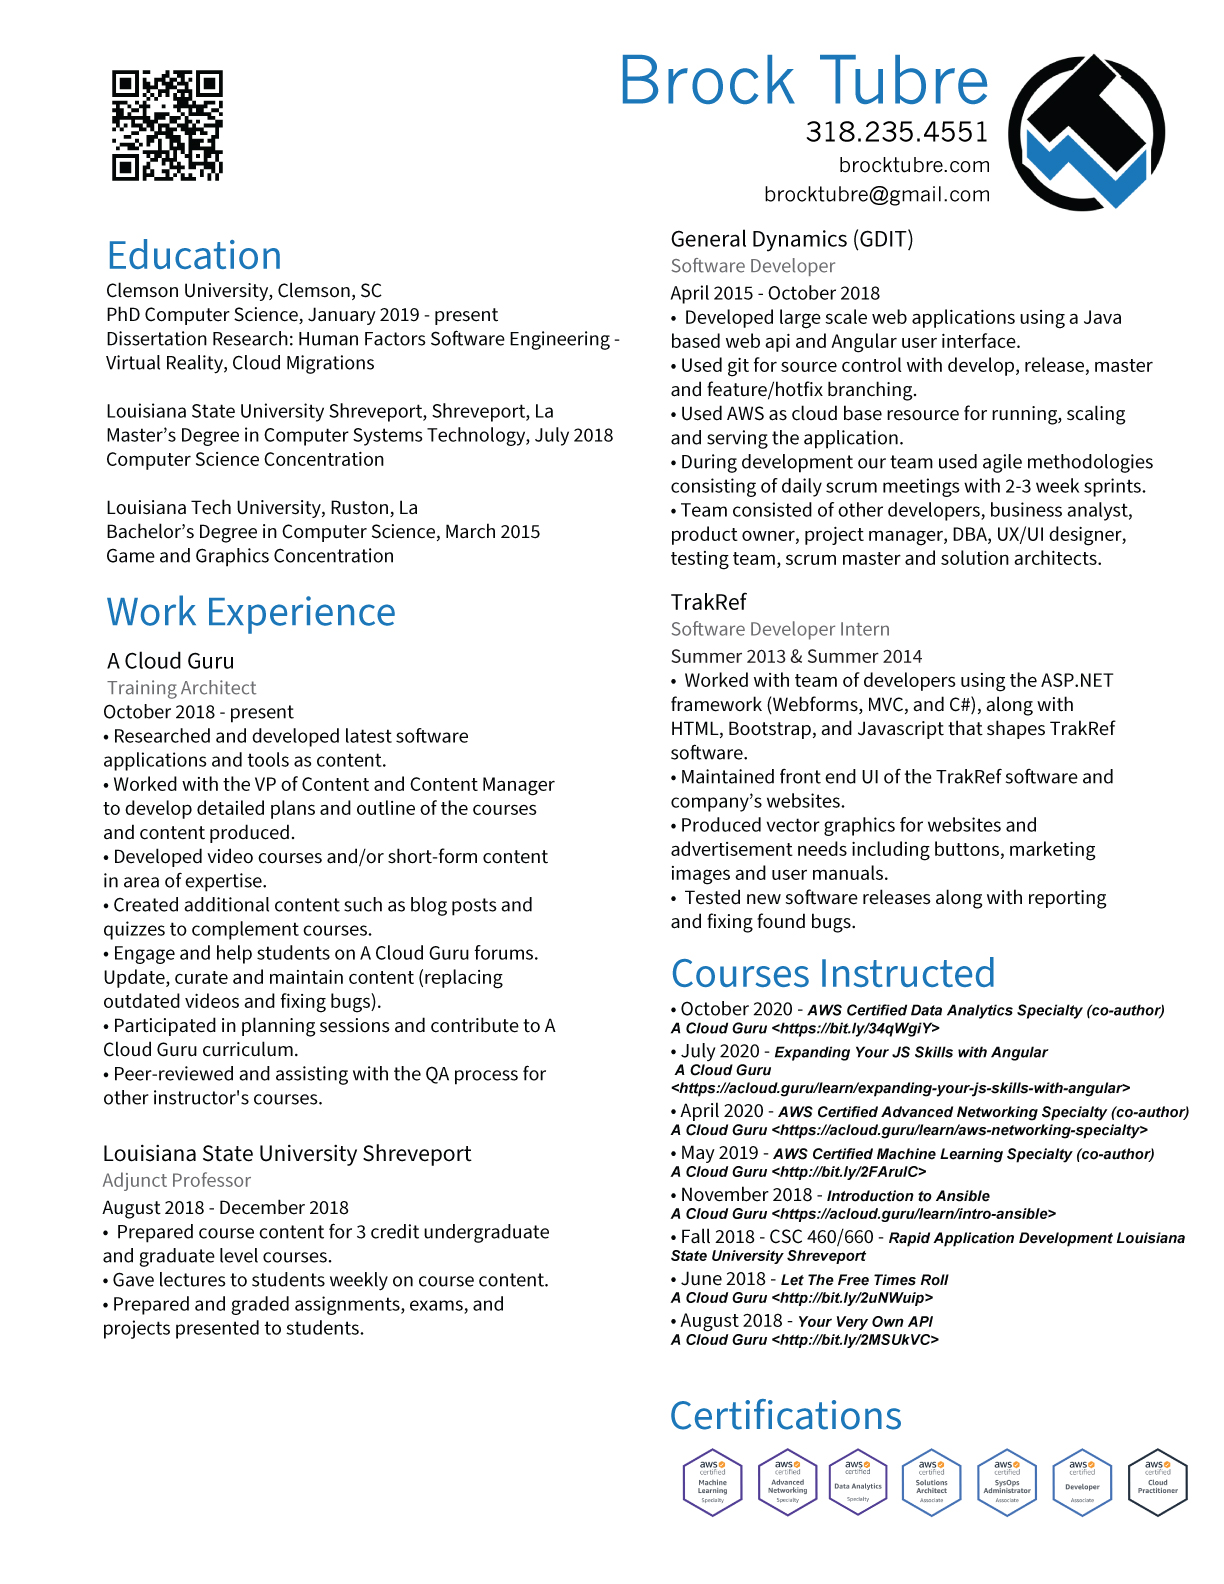 Brock Tubre
318.235.4551
brocktubre.com
brocktubre@gmail.com
Education
Clemson University, Clemson, SC
PhD Computer Science, January 2019 - present
Dissertation Research: Human Factors Software Engineering -
Virtual Reality, Cloud Migrations
Louisiana State University Shreveport, Shreveport, La
Master’s Degree in Computer Systems Technology, July 2018
Computer Science Concentration
Louisiana Tech University, Ruston, La
Bachelor’s Degree in Computer Science, March 2015
Game and Graphics Concentration
Work Experience
A Cloud Guru
Training Architect
October 2018 - present
• Researched and developed latest software
applications and tools as content.
• Worked with the VP of Content and Content Manager
to develop detailed plans and outline of the courses
and content produced.
• Developed video courses and/or short-form content
in area of expertise.
• Created additional content such as blog posts and
quizzes to complement courses.
• Engage and help students on A Cloud Guru forums.
Update, curate and maintain content (replacing
outdated videos and fixing bugs).
• Participated in planning sessions and contribute to A
Cloud Guru curriculum.
• Peer-reviewed and assisting with the QA process for
other instructor's courses.
Louisiana State University Shreveport
Adjunct Professor
August 2018 - December 2018
• Prepared course content for 3 credit undergraduate
and graduate level courses.
• Gave lectures to students weekly on course content.
• Prepared and graded assignments, exams, and
projects presented to students.
General Dynamics (GDIT)
Software Developer
April 2015 - October 2018
• Developed large scale web applications using a Java
based web api and Angular user interface.
• Used git for source control with develop, release, master
and feature/hotfix branching.
• Used AWS as cloud base resource for running, scaling
and serving the application.
• During development our team used agile methodologies
consisting of daily scrum meetings with 2-3 week sprints.
• Team consisted of other developers, business analyst,
product owner, project manager, DBA, UX/UI designer,
testing team, scrum master and solution architects.
TrakRef
Software Developer Intern
Summer 2013 & Summer 2014
• Worked with team of developers using the ASP.NET
framework (Webforms, MVC, and C#), along with
HTML, Bootstrap, and Javascript that shapes TrakRef
software.
• Maintained front end UI of the TrakRef software and
company’s websites.
• Produced vector graphics for websites and
advertisement needs including buttons, marketing
images and user manuals.
• Tested new software releases along with reporting
and fixing found bugs.
Courses Instructed
• October 2020 - AWS Certified Data Analytics Specialty (co-author)
A Cloud Guru <https://bit.ly/34qWgiY>
• July 2020 - Expanding Your JS Skills with Angular
A Cloud Guru
<https://acloud.guru/learn/expanding-your-js-skills-with-angular>
• April 2020 - AWS Certified Advanced Networking Specialty (co-author)
A Cloud Guru <https://acloud.guru/learn/aws-networking-specialty>
• May 2019 - AWS Certified Machine Learning Specialty (co-author)
A Cloud Guru <http://bit.ly/2FArulC>
• November 2018 - Introduction to Ansible
A Cloud Guru <https://acloud.guru/learn/intro-ansible>
• Fall 2018 - CSC 460/660 - Rapid Application Development Louisiana
State University Shreveport
• June 2018 - Let The Free Times Roll
A Cloud Guru <http://bit.ly/2uNWuip>
• August 2018 - Your Very Own API
A Cloud Guru <http://bit.ly/2MSUkVC>
Certifications
aws
certified
Machine
Learning
Specialty
aws
certified
Advanced
Networking
Specialty
aws
certified
Data Analytics
Specialty
aws
certified
Solutions
Architect
Associate
aws
certified
SysOps
Administrator
Associate
aws
certified
Developer
Associate
aws
certified
Cloud
Practitioner